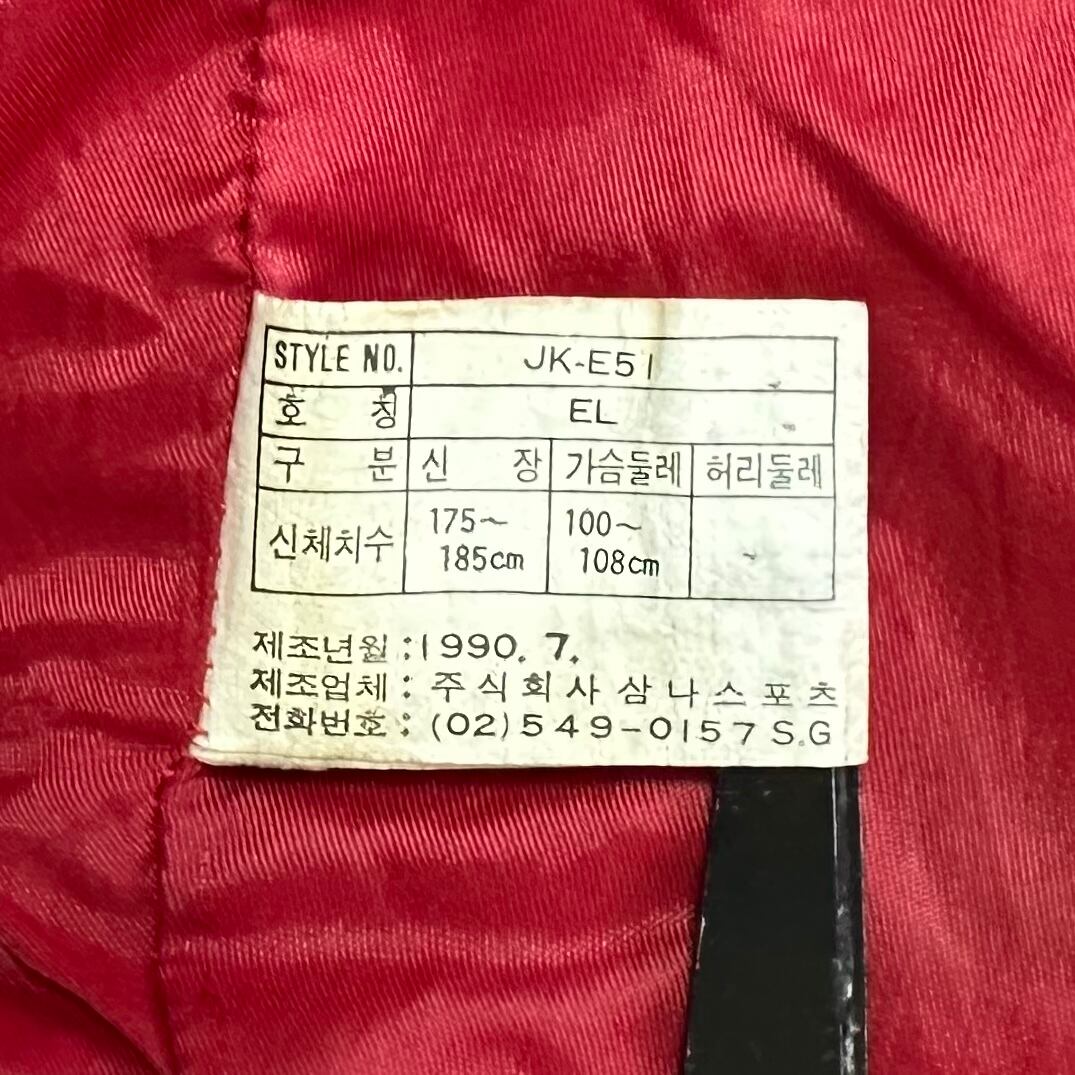 STYLE NO. JK-E51
호 칭 EL
구 분 신 장 가슴둘레 허리둘레
신체치수 175~185cm 100~108cm -
제조년월:1990. 7.
제조업체: 주식회사 삼나스포츠
전화번호: (02)549-0157 S.G